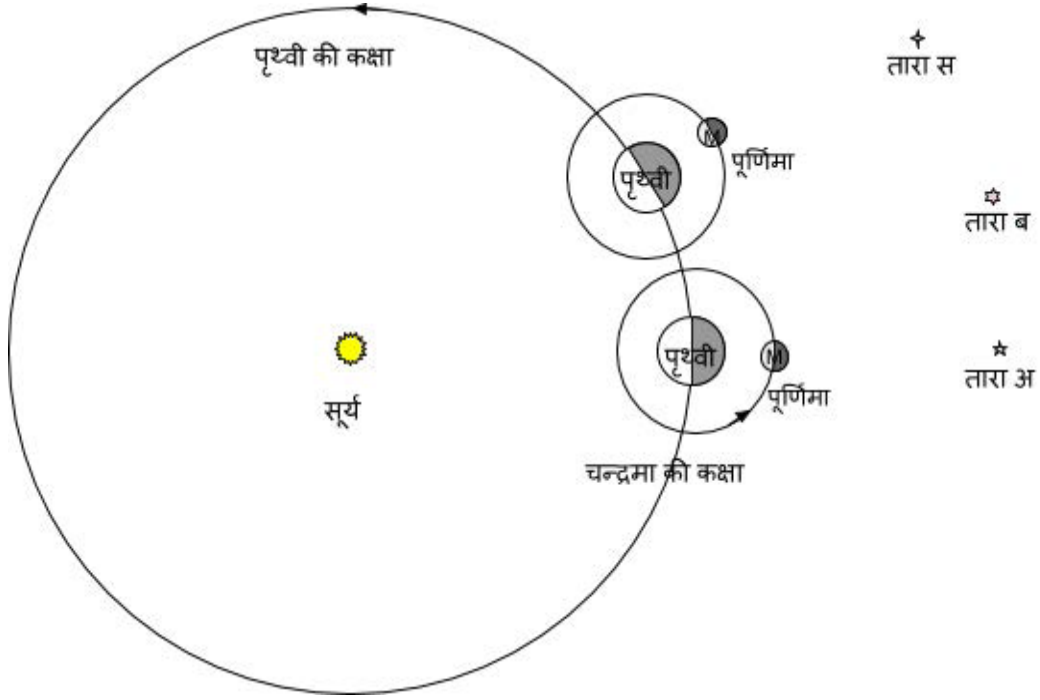 पृथ्वी की कक्षा
तारा स
M
पूर्णिमा
पृथ्वी
तारा ब
M
पृथ्वी
तारा अ
पूर्णिमा
सूर्य
चन्द्रमा की कक्षा